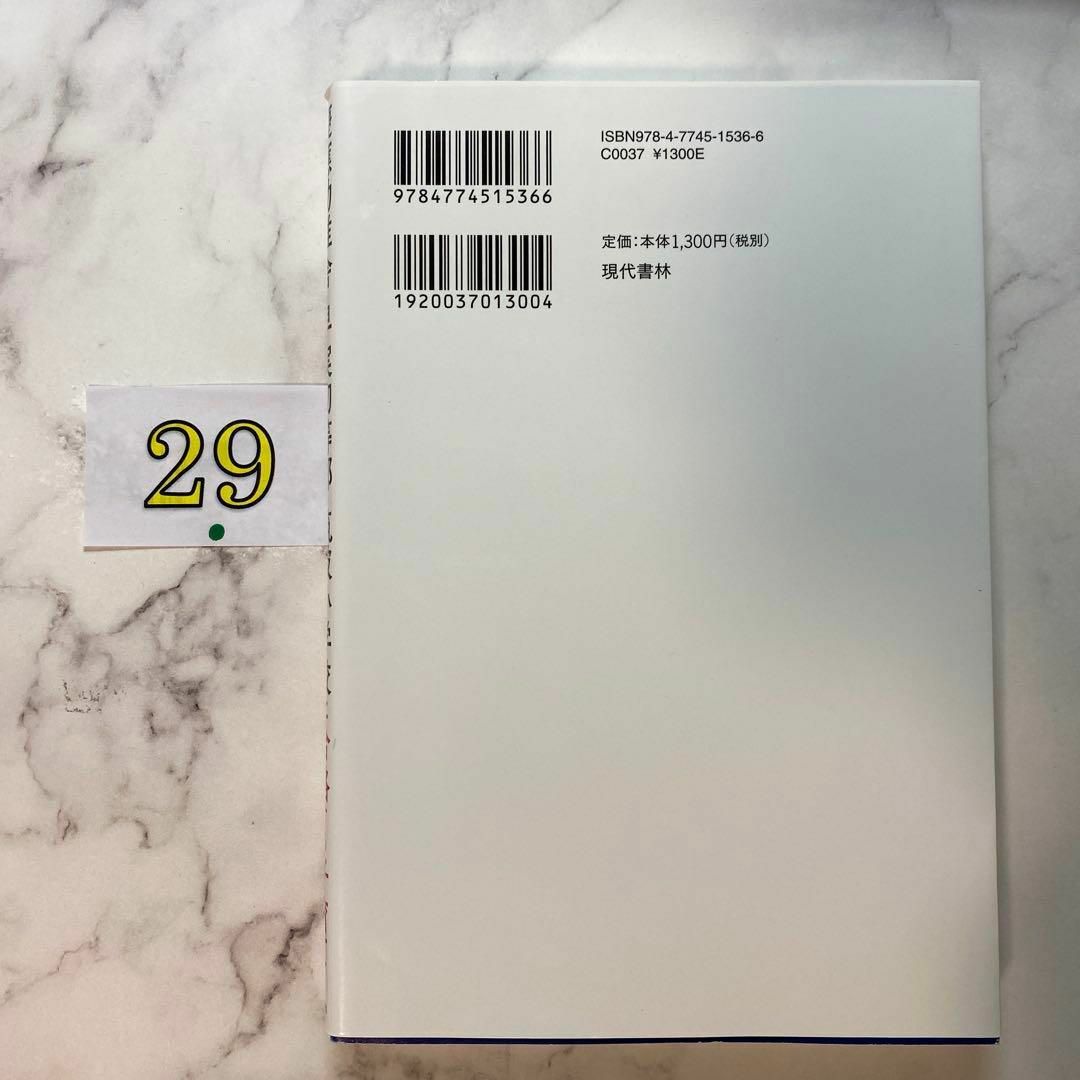 ISBN978-4-7745-1536-6
C0037 ¥1300E
9784774515366
定価：本体1,300円（税別）
現代書林
1920037013004
29